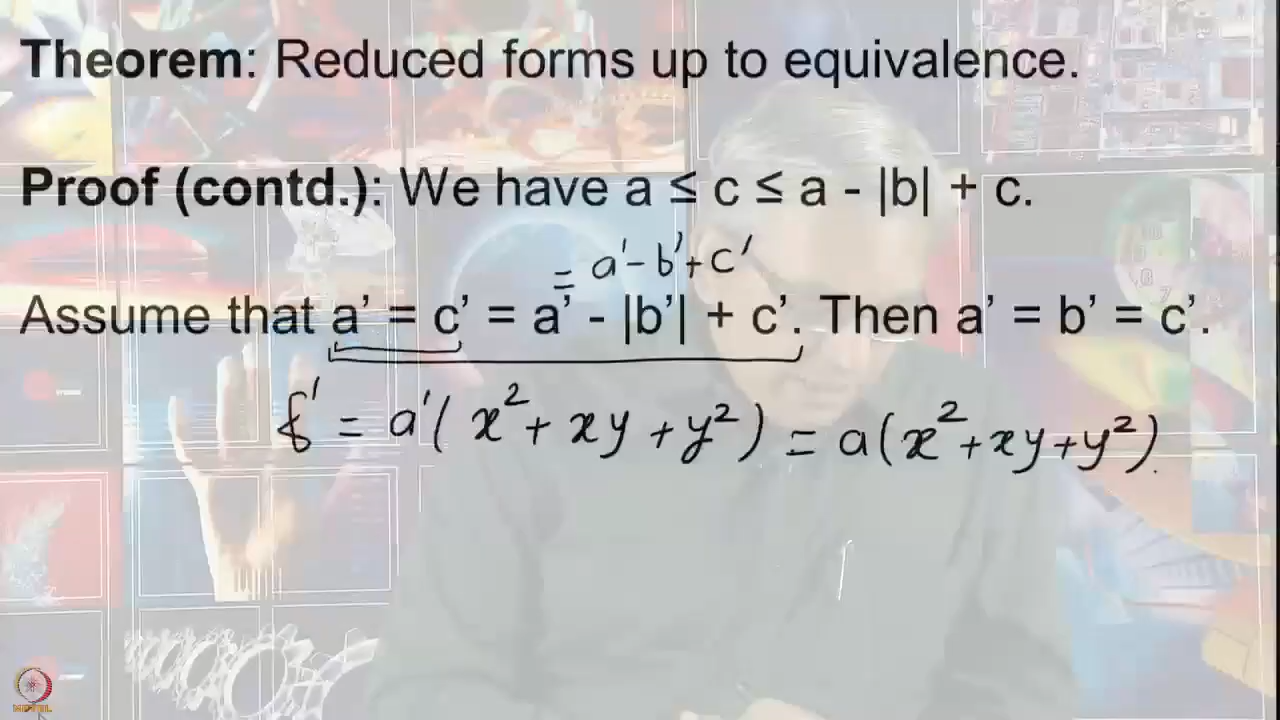 Theorem: Reduced forms up to equivalence.
Proof (contd.): We have a ≤ c ≤ a - |b| + c.
= a' - b' + c'
Assume that a' = c' = a' - |b'| + c'. Then a' = b' = c'.
f' = a'(x² + xy + y²) = a(x² + xy + y²).
NPTEL